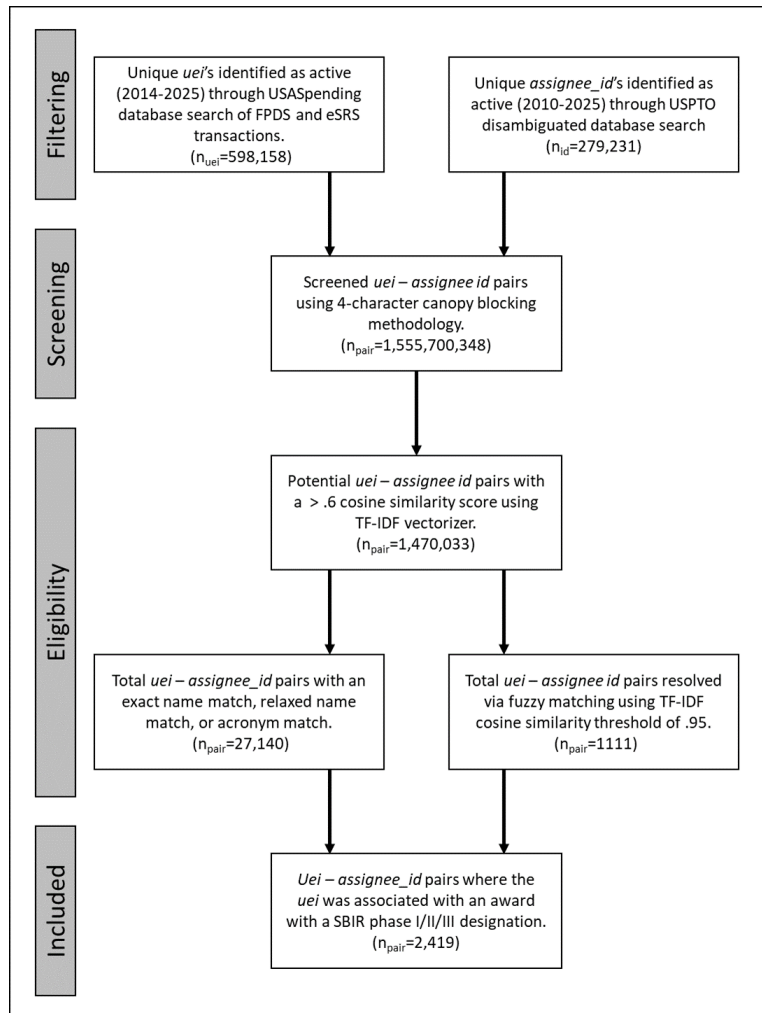 Filtering
Unique uei's identified as active
(2014-2025) through USASpending
database search of FPDS and eSRS
transactions.
(nuei=598,158)
Unique assignee_id's identified as
active (2010-2025) through USPTO
disambiguated database search
(nid=279,231)
Screening
Screened uei – assignee id pairs
using 4-character canopy blocking
methodology.
(npair=1,555,700,348)
Eligibility
Potential uei – assignee id pairs with
a > .6 cosine similarity score using
TF-IDF vectorizer.
(npair=1,470,033)
Total uei – assignee_id pairs with an
exact name match, relaxed name
match, or acronym match.
(npair=27,140)
Total uei – assignee id pairs resolved
via fuzzy matching using TF-IDF
cosine similarity threshold of .95.
(npair=1111)
Included
Uei – assignee_id pairs where the
uei was associated with an award
with a SBIR phase I/II/III designation.
(npair=2,419)